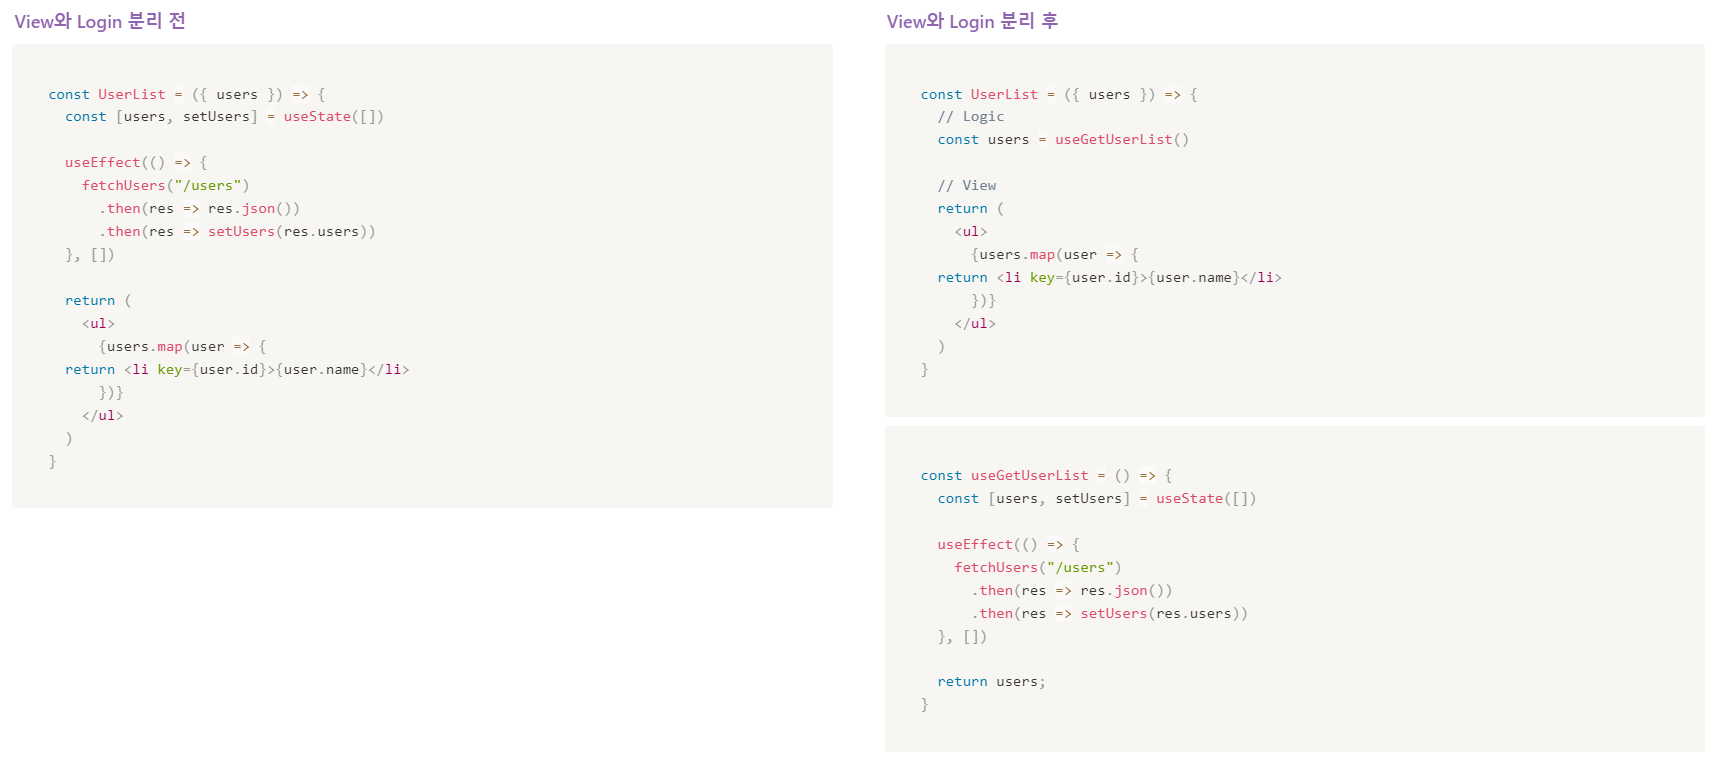 View와 Login 분리 전
const UserList = ({ users }) => {
  const [users, setUsers] = useState([])

  useEffect(() => {
    fetchUsers("/users")
      .then(res => res.json())
      .then(res => setUsers(res.users))
  }, [])

  return (
    <ul>
      {users.map(user => {
  return <li key={user.id}>{user.name}</li>
      })}
    </ul>
  )
}
View와 Login 분리 후
const UserList = ({ users }) => {
  // Logic
  const users = useGetUserList()

  // View
  return (
    <ul>
      {users.map(user => {
  return <li key={user.id}>{user.name}</li>
      })}
    </ul>
  )
}
const useGetUserList = () => {
  const [users, setUsers] = useState([])

  useEffect(() => {
    fetchUsers("/users")
      .then(res => res.json())
      .then(res => setUsers(res.users))
  }, [])

  return users;
}